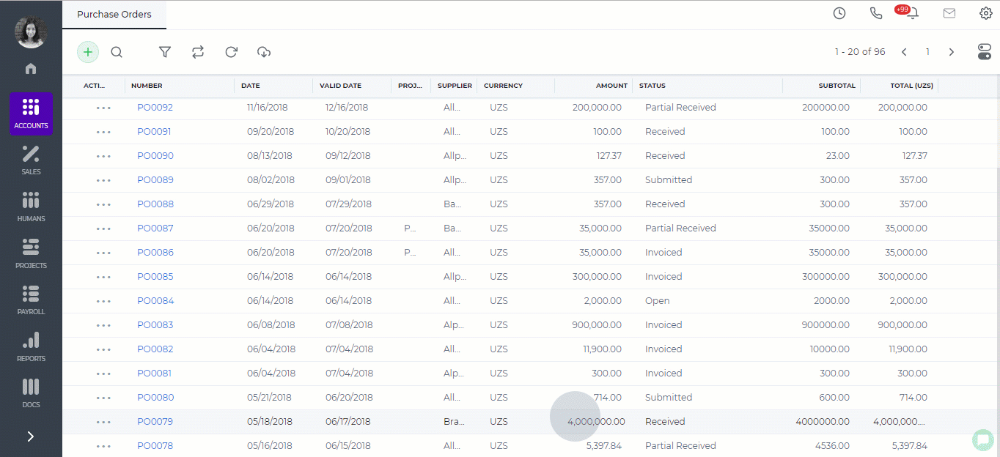 Purchase Orders
+99
1 - 20 of 96
1
ACTI... NUMBER DATE VALID DATE PROJ... SUPPLIER CURRENCY AMOUNT STATUS SUBTOTAL TOTAL (UZS)
PO0092 11/16/2018 12/16/2018 All... UZS 200,000.00 Partial Received 200000.00 200,000.00
PO0091 09/20/2018 10/20/2018 All... UZS 100.00 Received 100.00 100.00
PO0090 08/13/2018 09/12/2018 Allp... UZS 127.37 Received 23.00 127.37
PO0089 08/02/2018 09/01/2018 Allp... UZS 357.00 Submitted 300.00 357.00
PO0088 06/29/2018 07/29/2018 Ba... UZS 357.00 Received 300.00 357.00
PO0087 06/20/2018 07/20/2018 P... Ba... UZS 35,000.00 Partial Received 35000.00 35,000.00
PO0086 06/20/2018 07/20/2018 P... All... UZS 35,000.00 Invoiced 35000.00 35,000.00
PO0085 06/14/2018 06/14/2018 Allp... UZS 300,000.00 Invoiced 300000.00 300,000.00
PO0084 06/14/2018 06/14/2018 All... UZS 2,000.00 Open 2000.00 2,000.00
PO0083 06/08/2018 07/08/2018 Alp... UZS 900,000.00 Invoiced 900000.00 900,000.00
PO0082 06/04/2018 07/04/2018 All... UZS 11,900.00 Invoiced 10000.00 11,900.00
PO0081 06/04/2018 07/04/2018 Alp... UZS 300.00 Invoiced 300.00 300.00
PO0080 05/21/2018 06/20/2018 All... UZS 714.00 Submitted 600.00 714.00
PO0079 05/18/2018 06/17/2018 Bra... UZS 4,000,000.00 Received 4000000.00 4,000,000....
PO0078 05/16/2018 06/15/2018 All... UZS 5,397.84 Partial Received 4536.00 5,397.84
ACCOUNTS
SALES
HUMANS
PROJECTS
PAYROLL
REPORTS
DOCS